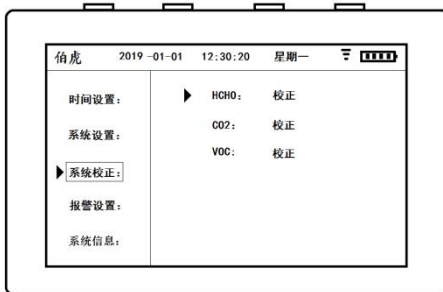 伯虎 2019 -01-01 12:30:20 星期一
时间设置：
系统设置：
系统校正：
报警设置：
系统信息：
HCHO： 校正
CO2： 校正
VOC： 校正